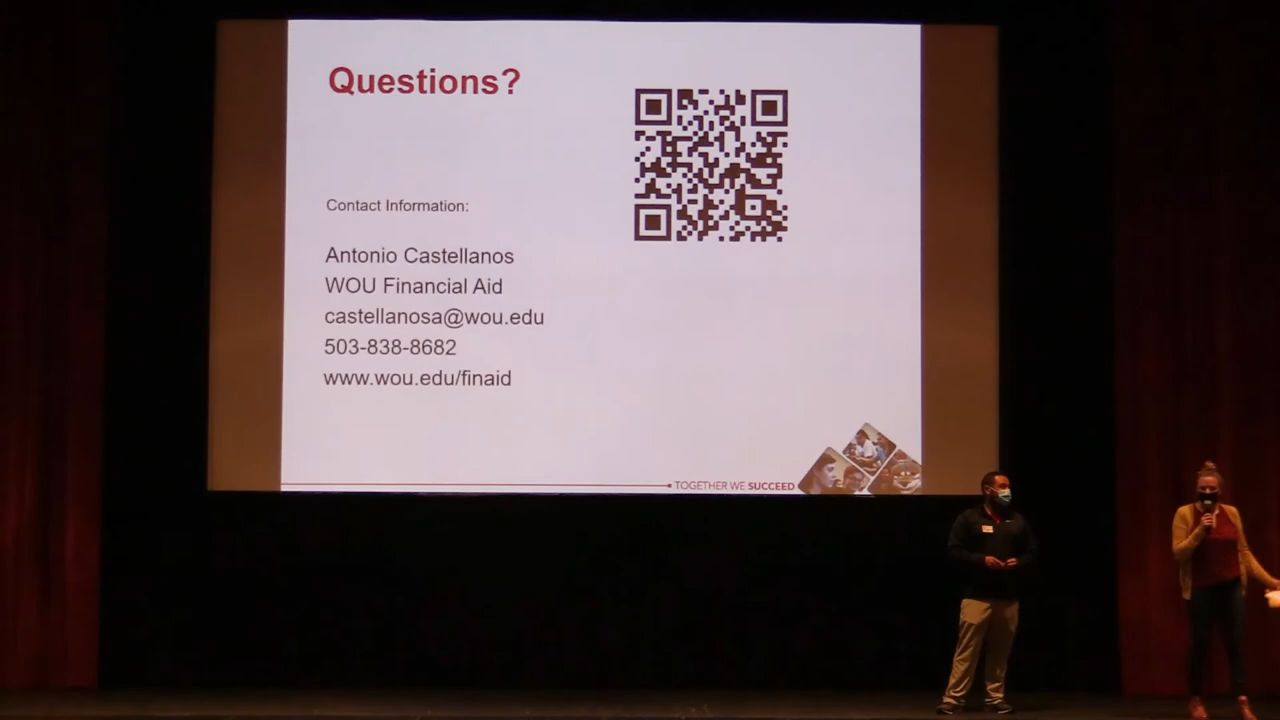 Questions?
Contact Information:
Antonio Castellanos
WOU Financial Aid
castellanosa@wou.edu
503-838-8682
www.wou.edu/finaid
TOGETHER WE SUCCEED